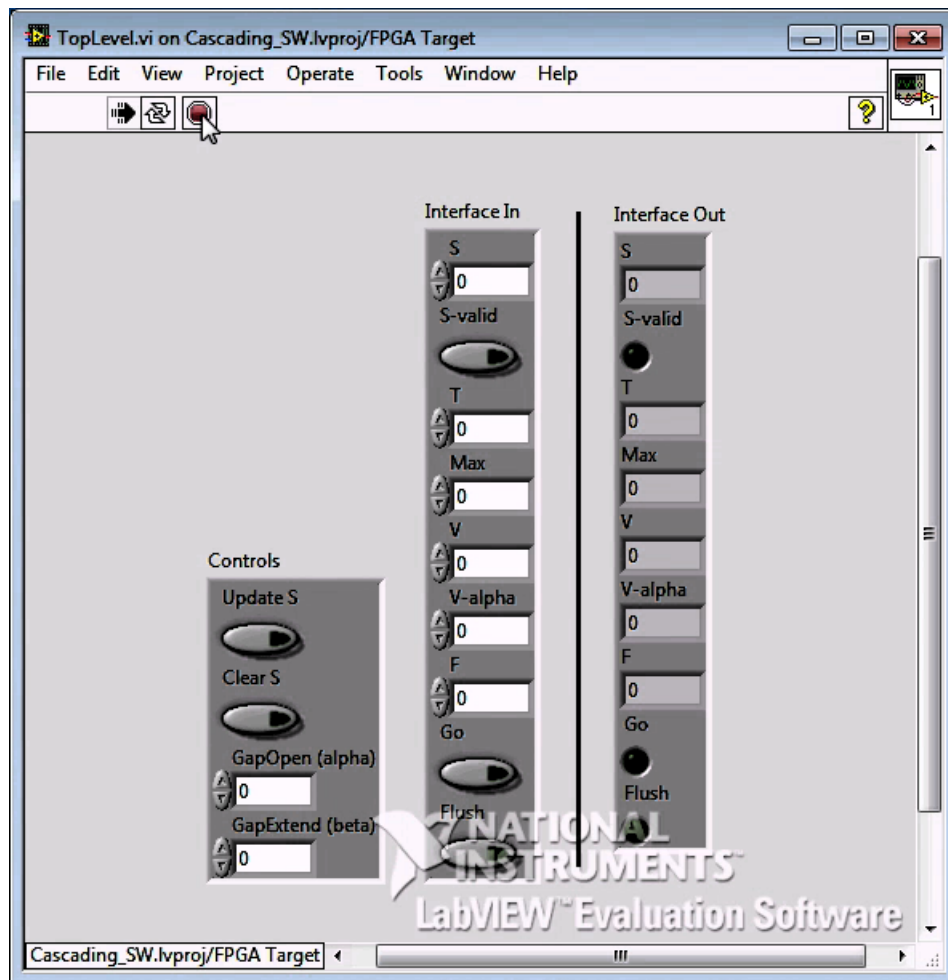 TopLevel.vi on Cascading_SW.lvproj/FPGA Target
File Edit View Project Operate Tools Window Help
?
1
Interface In
S
0
S-valid
T
0
Max
0
V
0
V-alpha
0
F
0
Go
Flush
Interface Out
S
0
S-valid
T
0
Max
0
V
0
V-alpha
0
F
0
Go
Flush
Controls
Update S
Clear S
GapOpen (alpha)
0
GapExtend (beta)
0
NATIONAL
INSTRUMENTS™
LabVIEW™ Evaluation Software
Cascading_SW.lvproj/FPGA Target